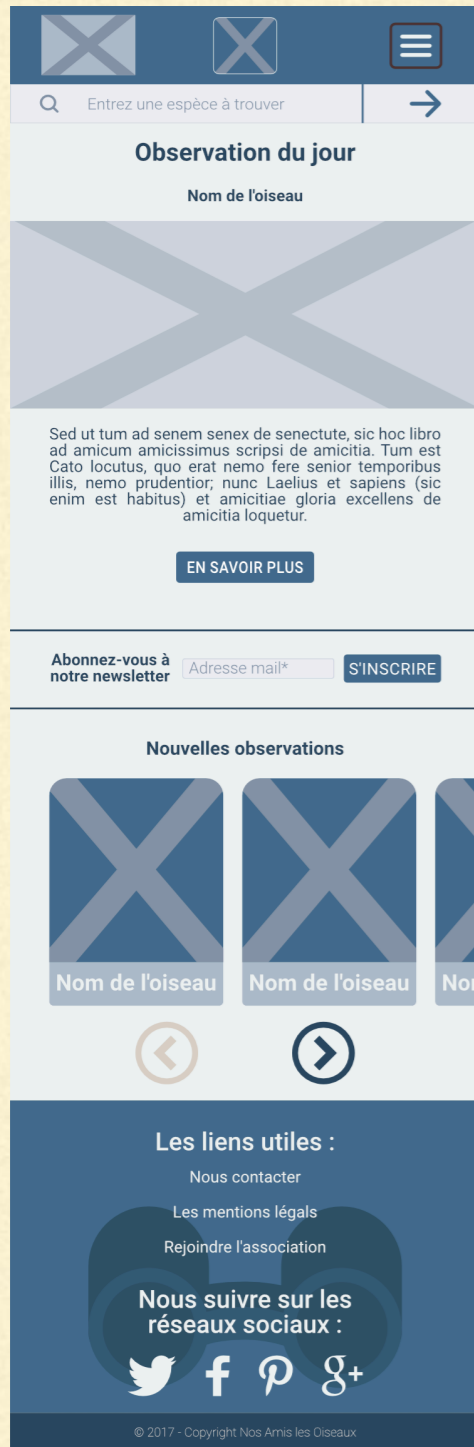 Entrez une espèce à trouver
Observation du jour
Nom de l'oiseau
Sed ut tum ad senem senex de senectute, sic hoc libro
ad amicum amicissimus scripsi de amicitia. Tum est
Cato locutus, quo erat nemo fere senior temporibus
illis, nemo prudentior; nunc Laelius et sapiens (sic
enim est habitus) et amicitiae gloria excellens de
amicitia loquetur.
EN SAVOIR PLUS
Abonnez-vous à
notre newsletter
Adresse mail*
S'INSCRIRE
Nouvelles observations
Nom de l'oiseau
Nom de l'oiseau
Nor
Les liens utiles :
Nous contacter
Les mentions légals
Rejoindre l'association
Nous suivre sur les
réseaux sociaux :
© 2017 - Copyright Nos Amis les Oiseaux